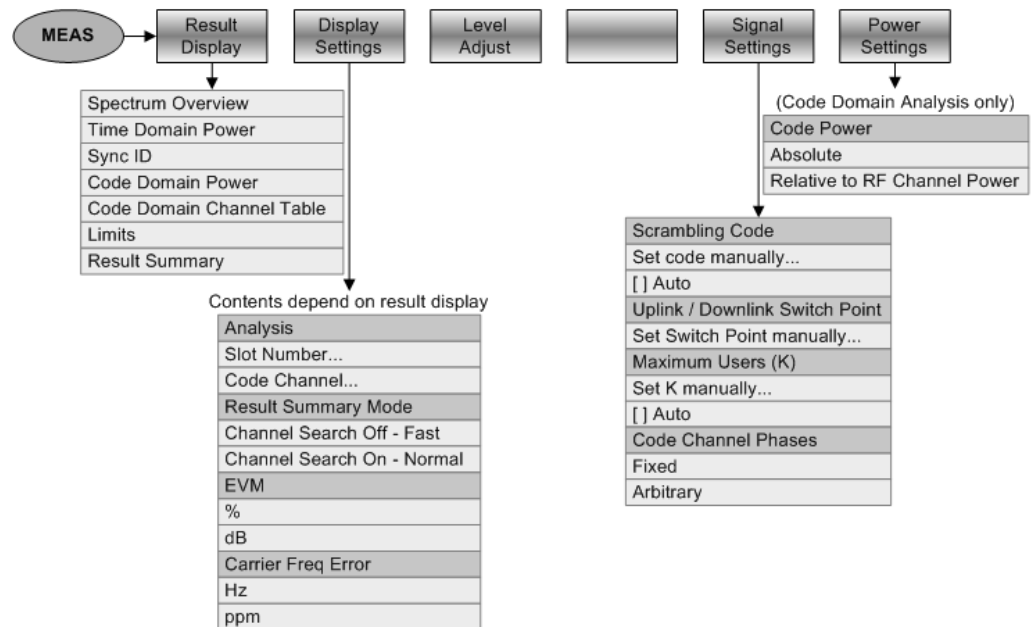 MEAS
Result
Display
Display
Settings
Level
Adjust
Signal
Settings
Power
Settings
Spectrum Overview
Time Domain Power
Sync ID
Code Domain Power
Code Domain Channel Table
Limits
Result Summary
Contents depend on result display
Analysis
Slot Number...
Code Channel...
Result Summary Mode
Channel Search Off - Fast
Channel Search On - Normal
EVM
%
dB
Carrier Freq Error
Hz
ppm
Scrambling Code
Set code manually...
[ ] Auto
Uplink / Downlink Switch Point
Set Switch Point manually...
Maximum Users (K)
Set K manually...
[ ] Auto
Code Channel Phases
Fixed
Arbitrary
(Code Domain Analysis only)
Code Power
Absolute
Relative to RF Channel Power